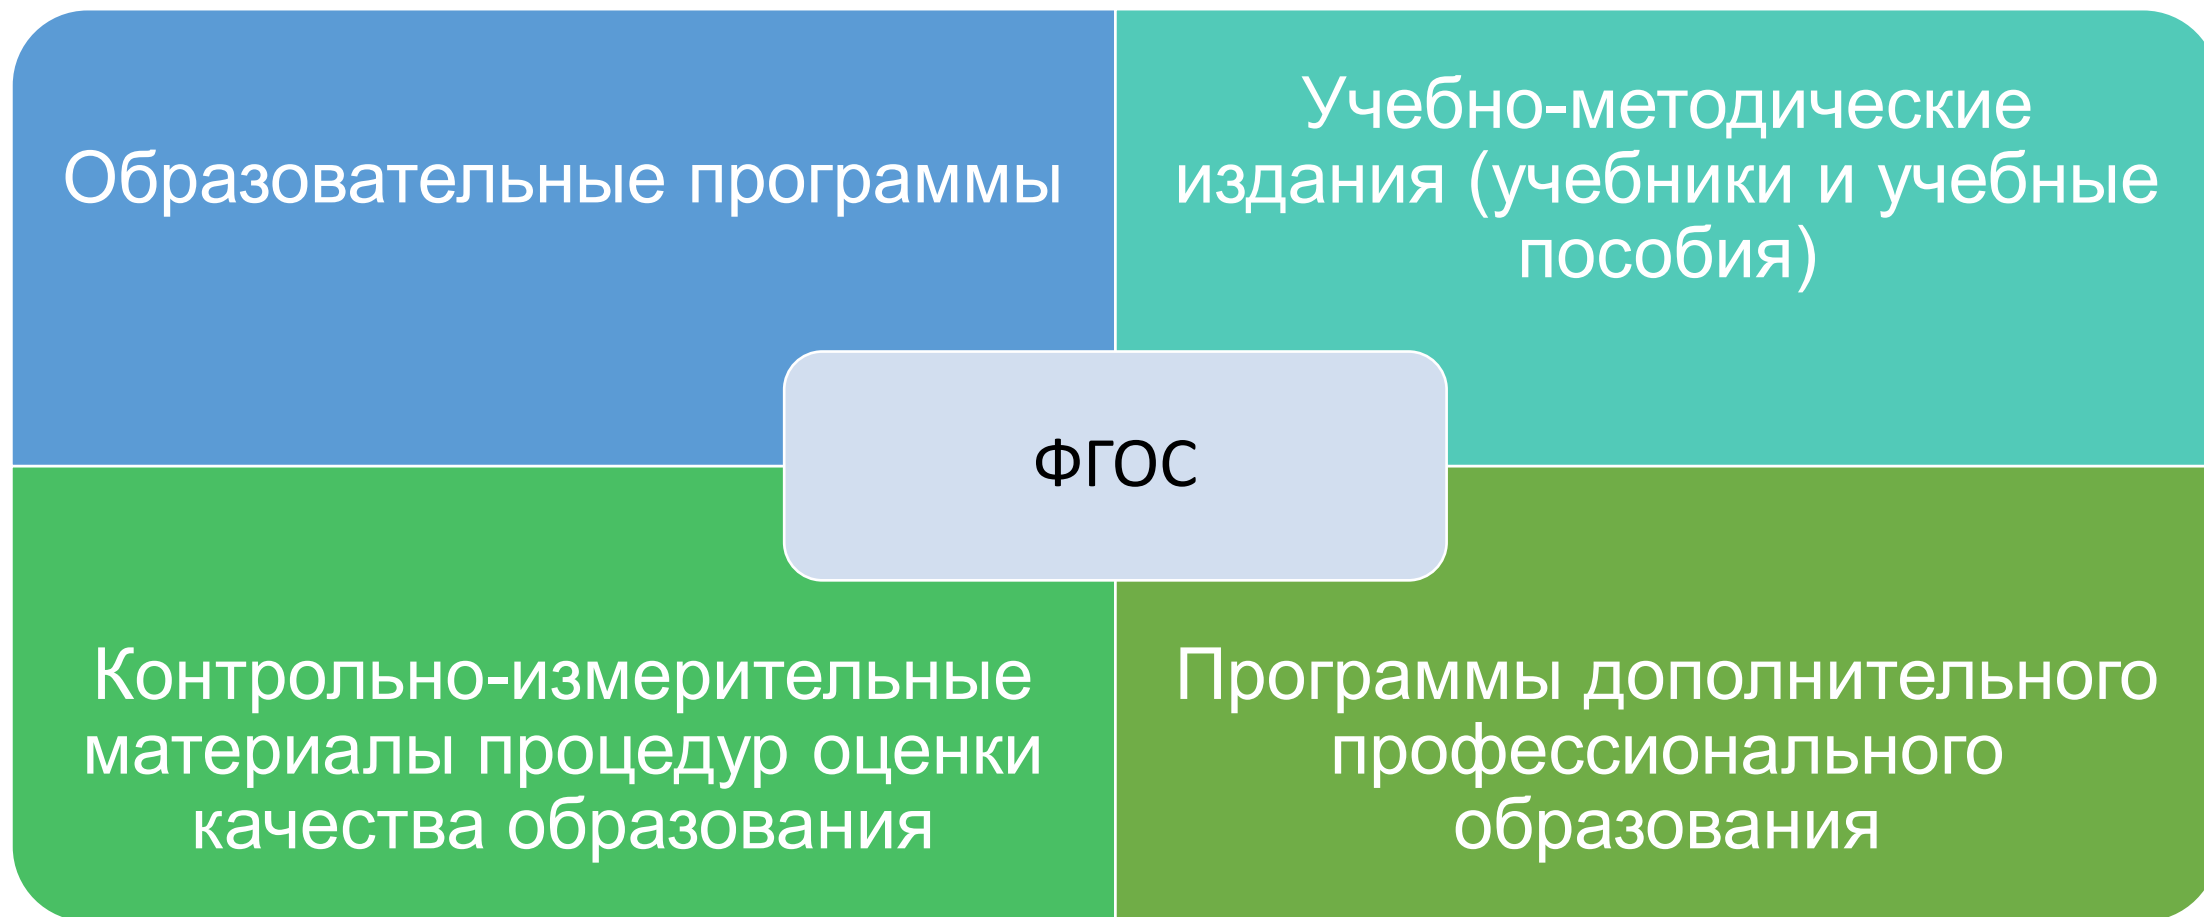 Образовательные программы
Учебно-методические
издания (учебники и учебные
пособия)
ФГОС
Контрольно-измерительные
материалы процедур оценки
качества образования
Программы дополнительного
профессионального
образования